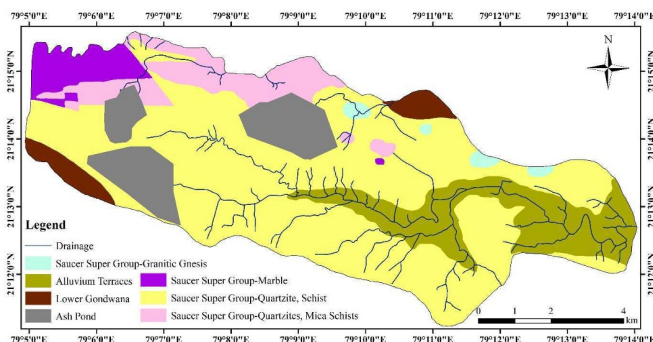 79°5'0"E 79°6'0"E 79°7'0"E 79°8'0"E 79°9'0"E 79°10'0"E 79°11'0"E 79°12'0"E 79°13'0"E 79°14'0"E
N
21°15'0"N 21°15'0"N
21°14'0"N 21°14'0"N
21°13'0"N 21°13'0"N
21°12'0"N 21°12'0"N
Legend
Drainage
Saucer Super Group-Granitic Gnesis
Alluvium Terraces Saucer Super Group-Marble
Lower Gondwana Saucer Super Group-Quartzite, Schist
Ash Pond Saucer Super Group-Quartzites, Mica Schists
0 1 2 4
km
79°5'0"E 79°6'0"E 79°7'0"E 79°8'0"E 79°9'0"E 79°10'0"E 79°11'0"E 79°12'0"E 79°13'0"E 79°14'0"E